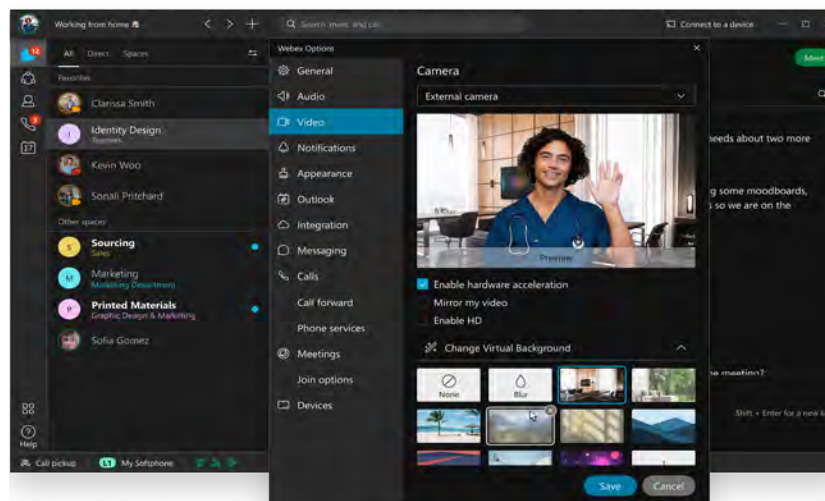 Working from home
Search, meet, and call
Connect to a device
12
All
Direct
Spaces
Favorites
Clarissa Smith
I
Identity Design
Teamiers
Kevin Woo
Sonali Pritchard
Other spaces
S
Sourcing
Sales
M
Marketing
Marketing Department
P
Printed Materials
Graphic Design & Marketing
Sofia Gomez
17
Help
Call pickup
L1
My Softphone
Webex Options
General
Audio
Video
Notifications
Appearance
Outlook
Integration
Messaging
Calls
Call forward
Phone services
Meetings
Join options
Devices
Camera
External camera
Preview
Enable hardware acceleration
Mirror my video
Enable HD
Change Virtual Background
None
Blur
Save
Cancel
Meet
needs about two more
some moodboards,
so we are on the
meeting?
Shift + Enter for a new